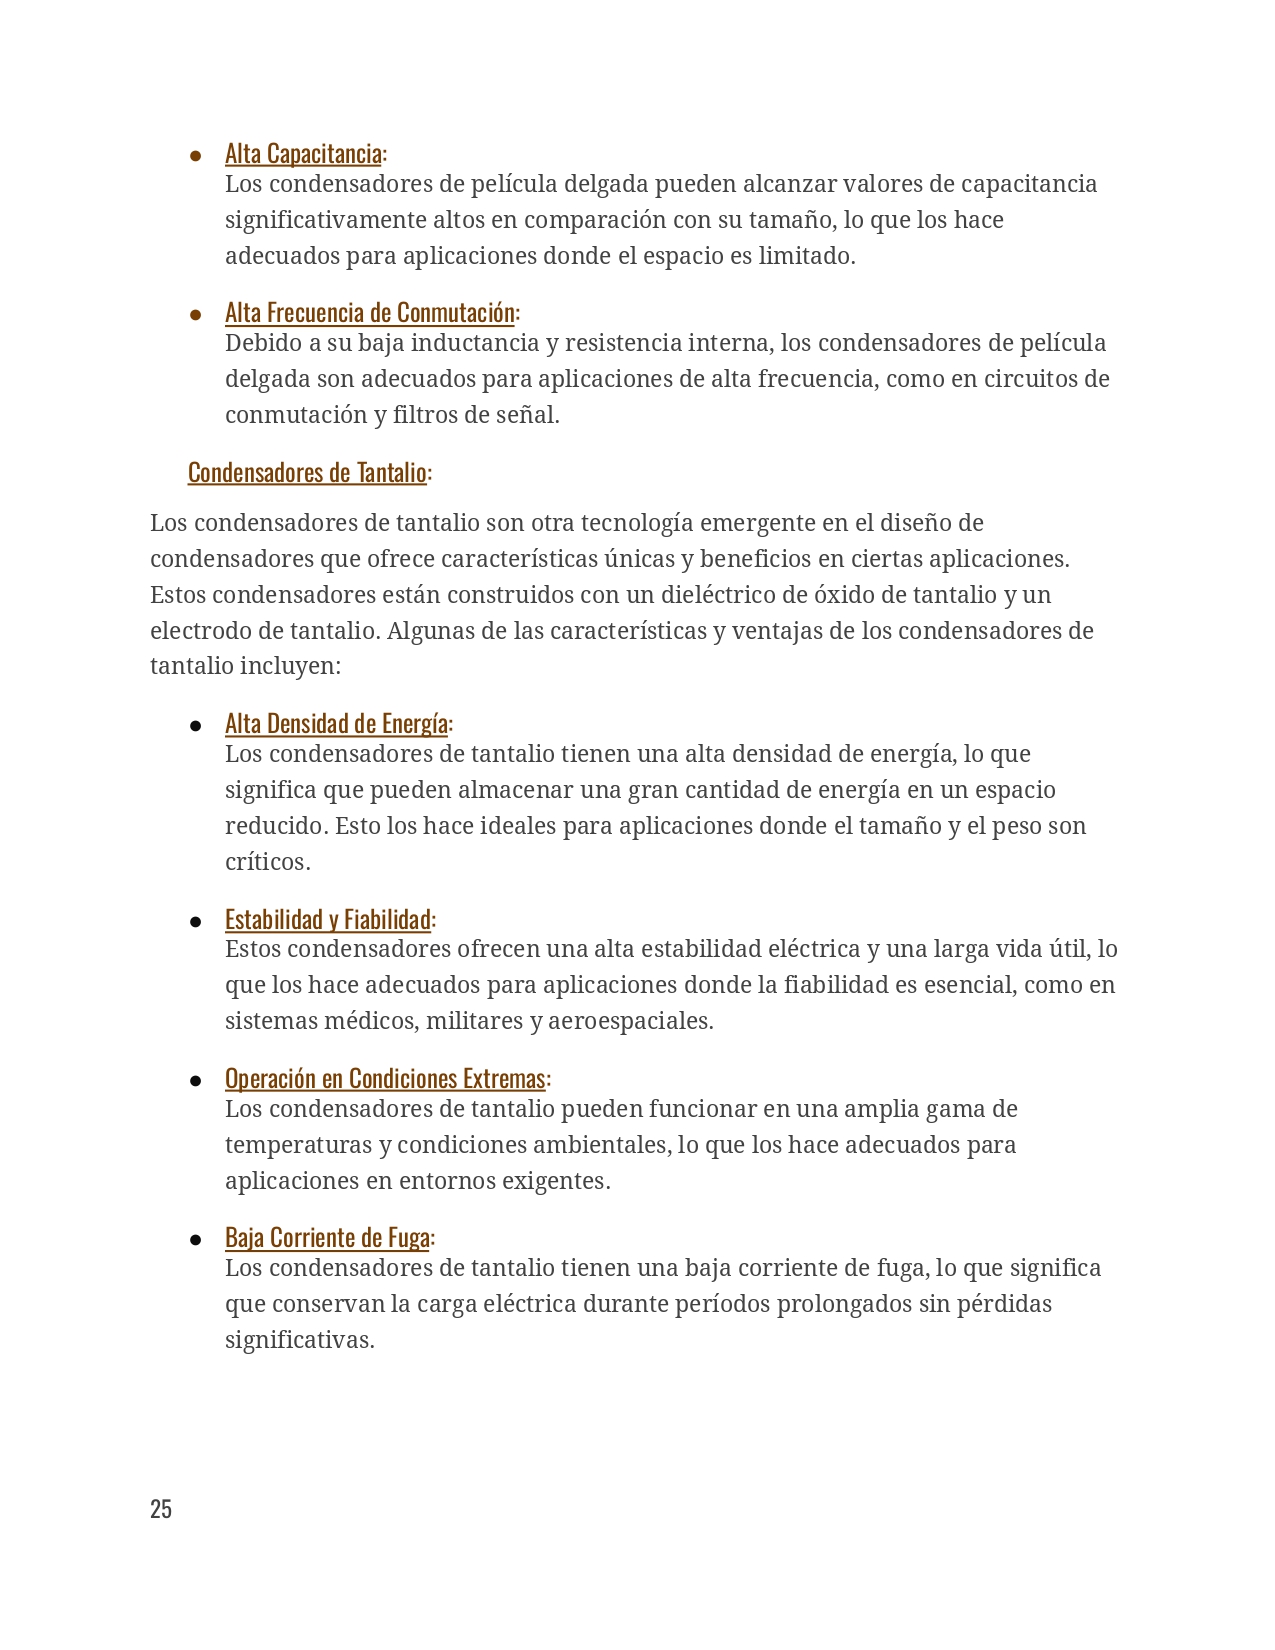 ● Alta Capacitancia:
Los condensadores de película delgada pueden alcanzar valores de capacitancia
significativamente altos en comparación con su tamaño, lo que los hace
adecuados para aplicaciones donde el espacio es limitado.
● Alta Frecuencia de Conmutación:
Debido a su baja inductancia y resistencia interna, los condensadores de película
delgada son adecuados para aplicaciones de alta frecuencia, como en circuitos de
conmutación y filtros de señal.
Condensadores de Tantalio:
Los condensadores de tantalio son otra tecnología emergente en el diseño de
condensadores que ofrece características únicas y beneficios en ciertas aplicaciones.
Estos condensadores están construidos con un dieléctrico de óxido de tantalio y un
electrodo de tantalio. Algunas de las características y ventajas de los condensadores de
tantalio incluyen:
● Alta Densidad de Energía:
Los condensadores de tantalio tienen una alta densidad de energía, lo que
significa que pueden almacenar una gran cantidad de energía en un espacio
reducido. Esto los hace ideales para aplicaciones donde el tamaño y el peso son
críticos.
● Estabilidad y Fiabilidad:
Estos condensadores ofrecen una alta estabilidad eléctrica y una larga vida útil, lo
que los hace adecuados para aplicaciones donde la fiabilidad es esencial, como en
sistemas médicos, militares y aeroespaciales.
● Operación en Condiciones Extremas:
Los condensadores de tantalio pueden funcionar en una amplia gama de
temperaturas y condiciones ambientales, lo que los hace adecuados para
aplicaciones en entornos exigentes.
● Baja Corriente de Fuga:
Los condensadores de tantalio tienen una baja corriente de fuga, lo que significa
que conservan la carga eléctrica durante períodos prolongados sin pérdidas
significativas.
25